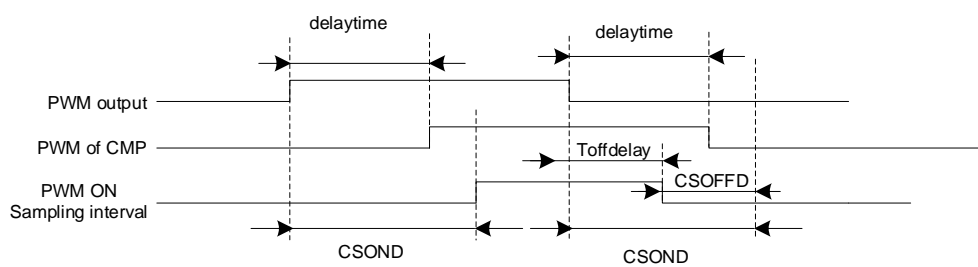 delaytime
delaytime
PWM output
PWM of CMP
Toffdelay
PWM ON
Sampling interval
CSOFFD
CSOND
CSOND